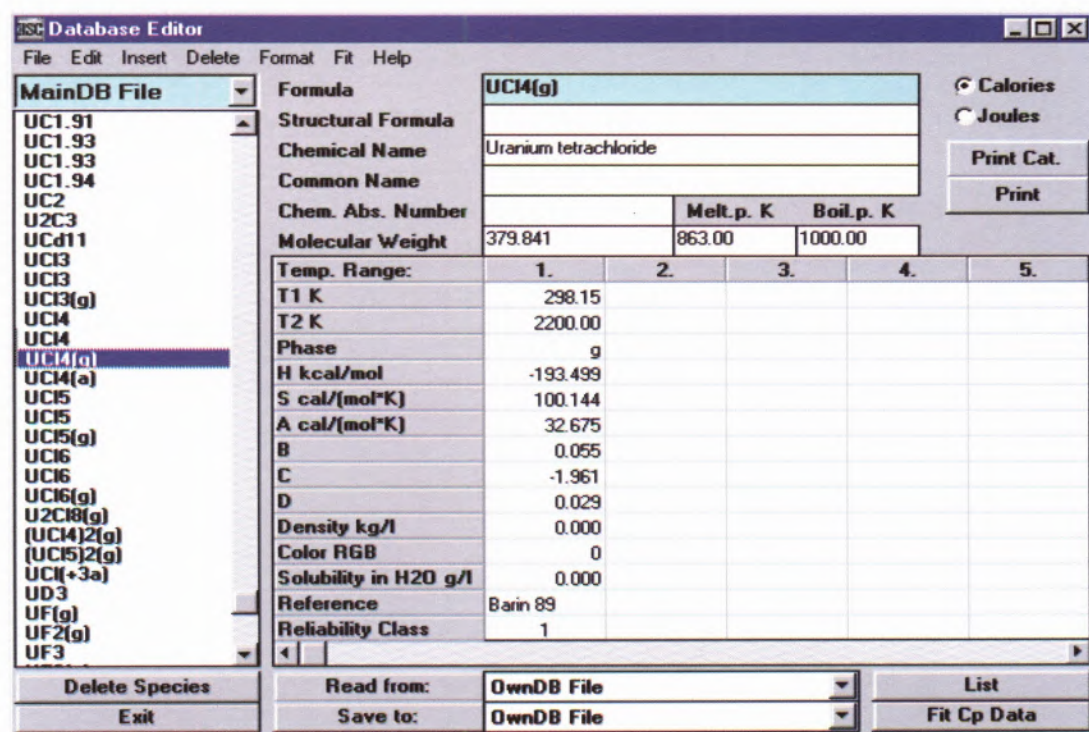 HSC Database Editor
File Edit Insert Delete Format Fit Help
MainDB File
UC1.91
UC1.93
UC1.93
UC1.94
UC2
U2C3
UCd11
UCl3
UCl3
UCl3(g)
UCl4
UCl4
UCl4(g)
UCl4(a)
UCl5
UCl5
UCl5(g)
UCl6
UCl6
UCl6(g)
U2Cl8(g)
(UCl4)2(g)
(UCl5)2(g)
UCl(+3a)
UD3
UF(g)
UF2(g)
UF3
Delete Species
Exit
Formula UCl4(g)
Structural Formula
Chemical Name Uranium tetrachloride
Common Name
Chem. Abs. Number Melt.p. K Boil.p. K
Molecular Weight 379.841 863.00 1000.00
Calories
Joules
Print Cat.
Print
Temp. Range: 1. 2. 3. 4. 5.
T1 K 298.15
T2 K 2200.00
Phase g
H kcal/mol -193.499
S cal/(mol*K) 100.144
A cal/(mol*K) 32.675
B 0.055
C -1.961
D 0.029
Density kg/l 0.000
Color RGB 0
Solubility in H2O g/l 0.000
Reference Barin 89
Reliability Class 1
Read from: OwnDB File List
Save to: OwnDB File Fit Cp Data